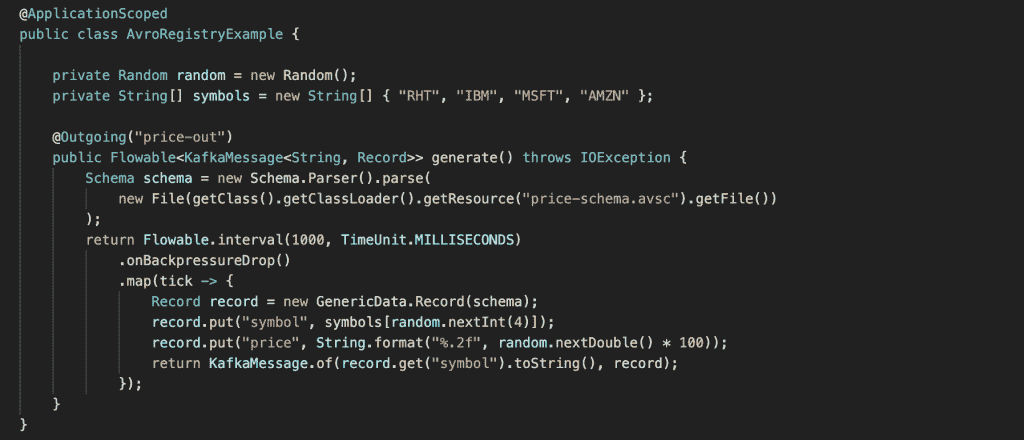 @ApplicationScoped
public class AvroRegistryExample {
private Random random = new Random();
private String[] symbols = new String[] { "RHT", "IBM", "MSFT", "AMZN" };
@Outgoing("price-out")
public Flowable<KafkaMessage<String, Record>> generate() throws IOException {
Schema schema = new Schema.Parser().parse(
new File(getClass().getClassLoader().getResource("price-schema.avsc").getFile())
);
return Flowable.interval(1000, TimeUnit.MILLISECONDS)
.onBackpressureDrop()
.map(tick -> {
Record record = new GenericData.Record(schema);
record.put("symbol", symbols[random.nextInt(4)]);
record.put("price", String.format("%.2f", random.nextDouble() * 100));
return KafkaMessage.of(record.get("symbol").toString(), record);
});
}
}